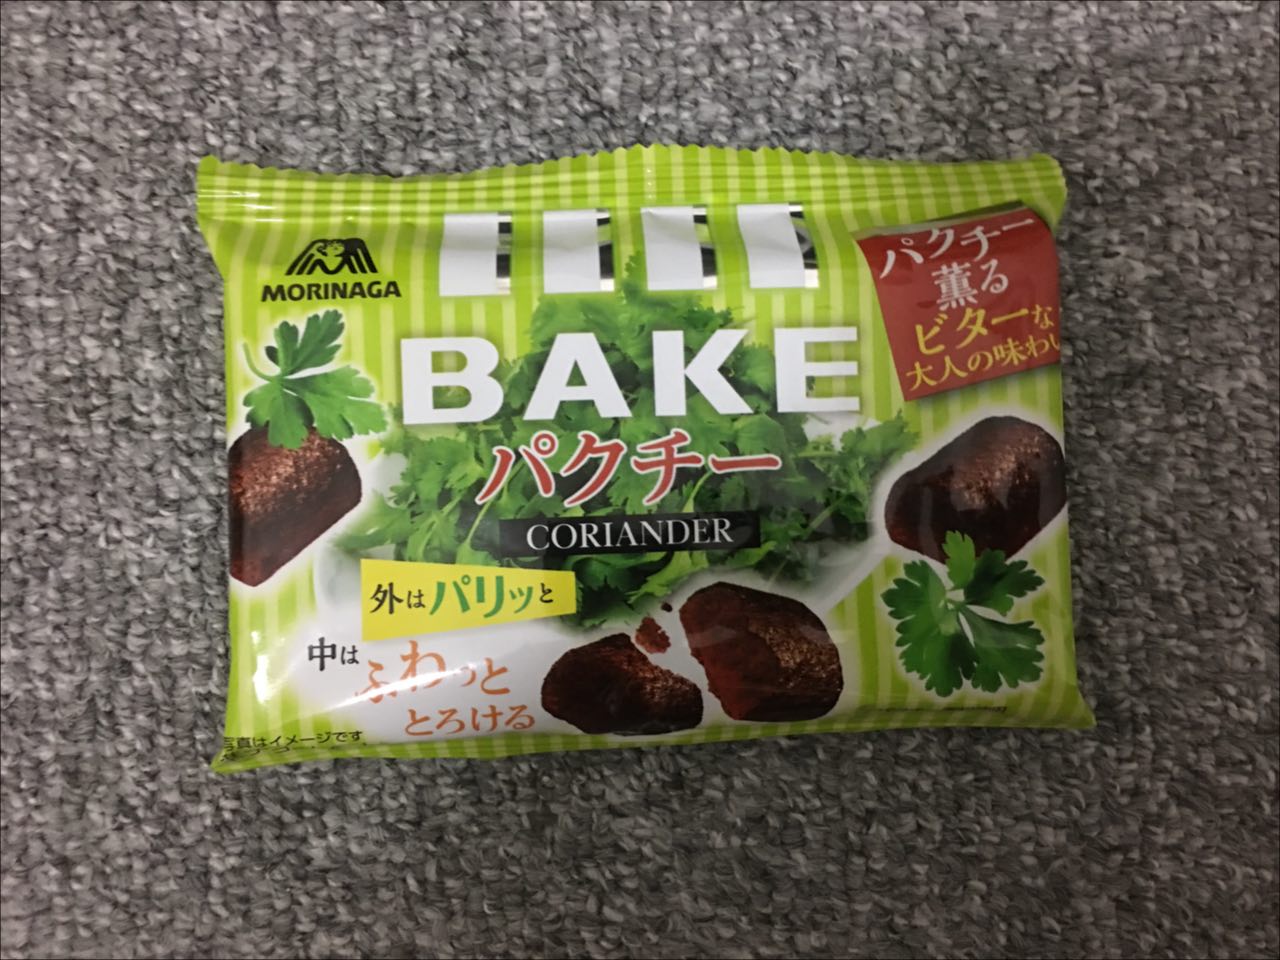 MORINAGA
BAKE
パクチー
CORIANDER
パクチー
薫る
ビターな
大人の味わい
外はパリッと
中はふわっと
とろける
写真はイメージです